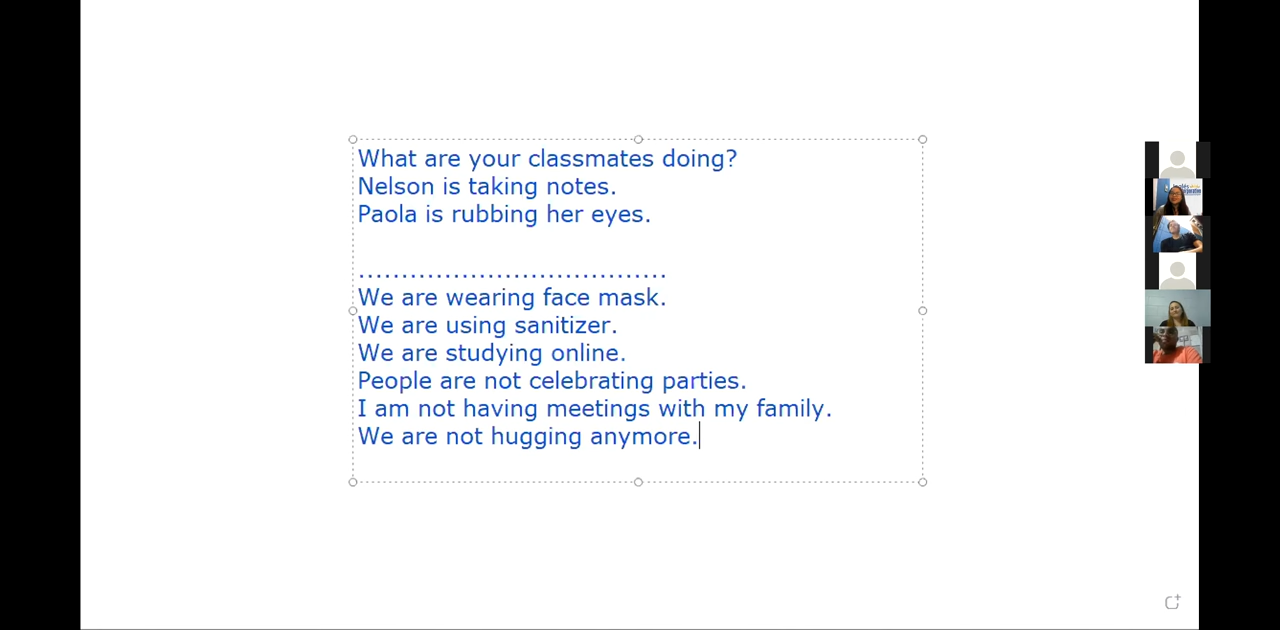 What are your classmates doing?
Nelson is taking notes.
Paola is rubbing her eyes.
...................................
We are wearing face mask.
We are using sanitizer.
We are studying online.
People are not celebrating parties.
I am not having meetings with my family.
We are not hugging anymore.
Inglés